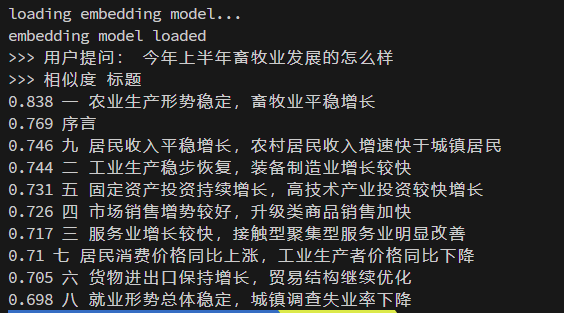 loading embedding model...
embedding model loaded
>>> 用户提问： 今年上半年畜牧业发展的怎么样
>>> 相似度 标题
0.838 一 农业生产形势稳定，畜牧业平稳增长
0.769 序言
0.746 九 居民收入平稳增长，农村居民收入增速快于城镇居民
0.744 二 工业生产稳步恢复，装备制造业增长较快
0.731 五 固定资产投资持续增长，高技术产业投资较快增长
0.726 四 市场销售增势较好，升级类商品销售加快
0.717 三 服务业增长较快，接触型聚集型服务业明显改善
0.71 七 居民消费价格同比上涨，工业生产者价格同比下降
0.705 六 货物进出口保持增长，贸易结构继续优化
0.698 八 就业形势总体稳定，城镇调查失业率下降